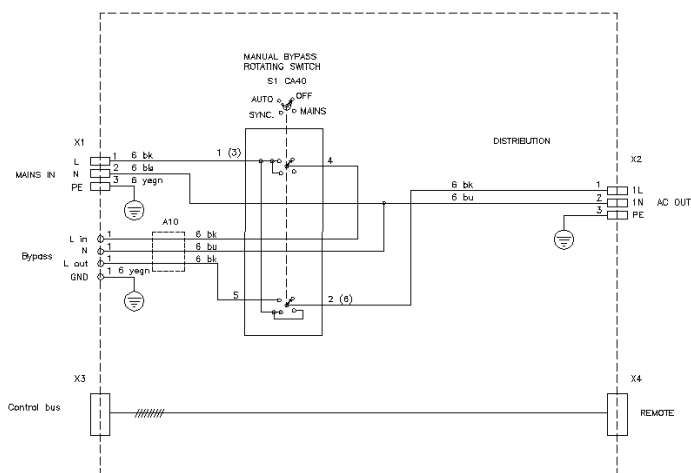 MANUAL BYPASS
ROTATING SWITCH
S1 CA40
AUTO OFF
SYNC. MAINS
DISTRIBUTION
X1
X2
MAINS IN
L 1 6 bk 1 (3) 4
N 2 6 blu
PE 3 6 yegn
6 bk 1 1L
6 bu 2 1N AC OUT
3 PE
A10
Bypass
L in 1 6 bk
N 1 6 bu
L out 1 6 bk
GND 1 6 yegn
5 2 (6)
X3 X4
Control bus REMOTE